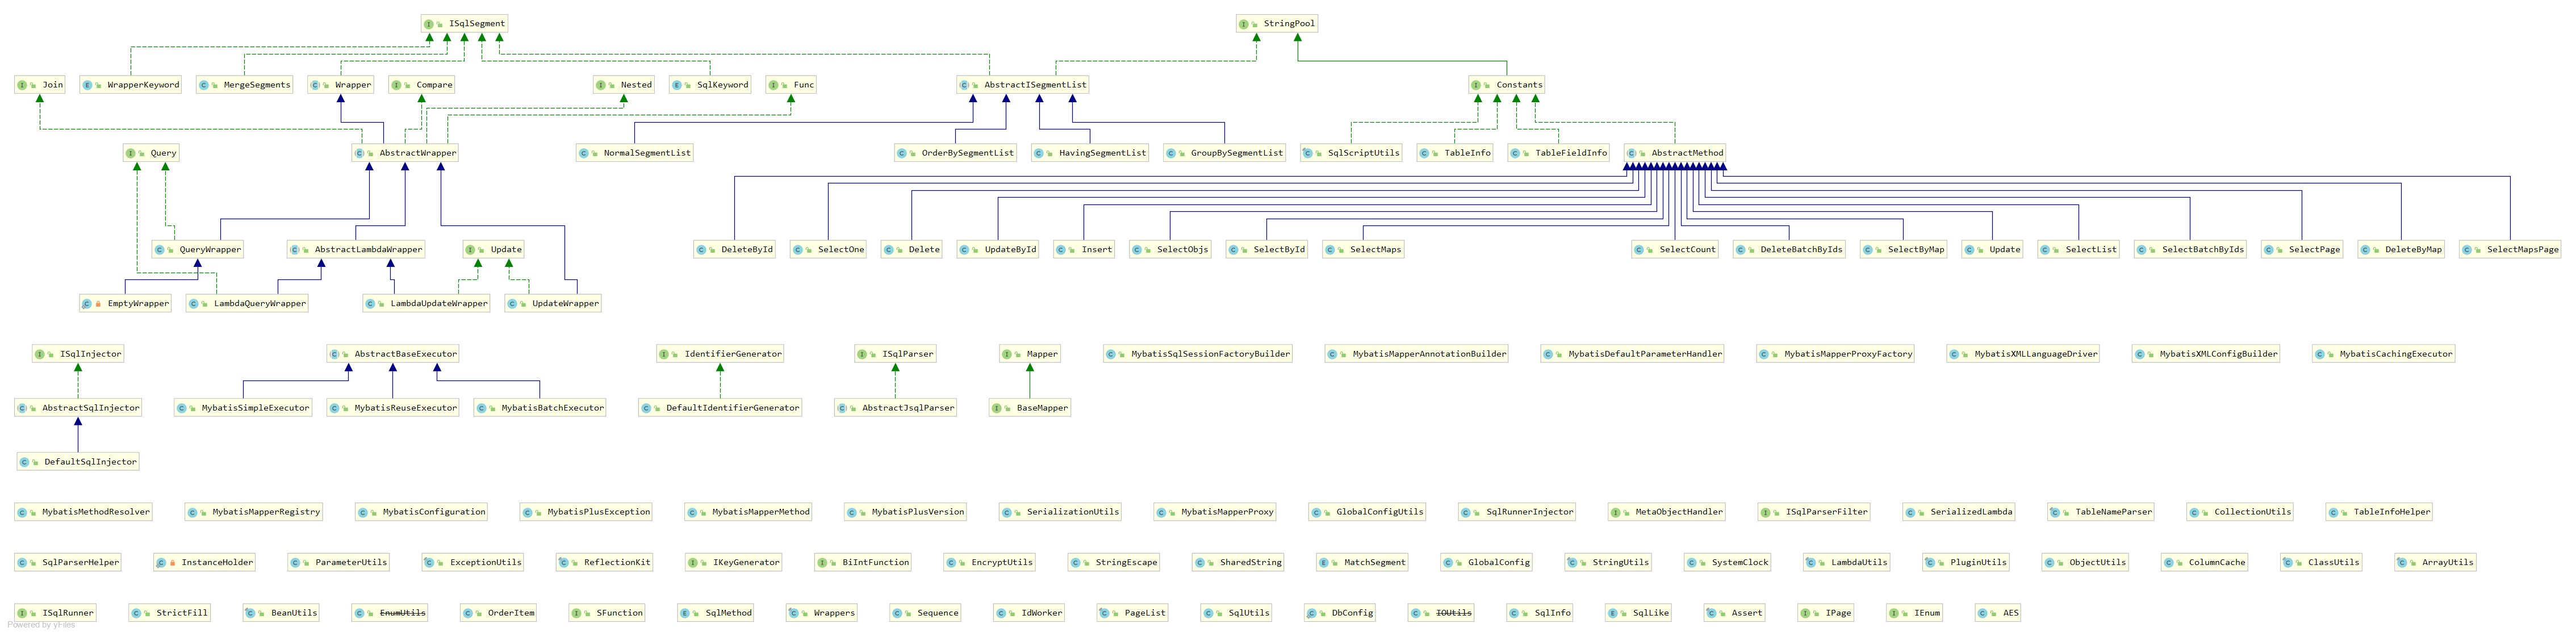 ISqlSegment StringPool
Join WrapperKeyword MergeSegments Wrapper Compare Nested SqlKeyword Func AbstractISegmentList Constants
Query AbstractWrapper NormalSegmentList OrderBySegmentList HavingSegmentList GroupBySegmentList SqlScriptUtils TableInfo TableFieldInfo AbstractMethod
QueryWrapper AbstractLambdaWrapper Update DeleteById SelectOne Delete UpdateById Insert SelectObjs SelectById SelectMaps SelectCount DeleteBatchByIds SelectByMap Update SelectList SelectBatchByIds SelectPage DeleteByMap SelectMapsPage
EmptyWrapper LambdaQueryWrapper LambdaUpdateWrapper UpdateWrapper
ISqlInjector AbstractBaseExecutor IdentifierGenerator ISqlParser Mapper MybatisSqlSessionFactoryBuilder MybatisMapperAnnotationBuilder MybatisDefaultParameterHandler MybatisMapperProxyFactory MybatisXMLLanguageDriver MybatisXMLConfigBuilder MybatisCachingExecutor
AbstractSqlInjector MybatisSimpleExecutor MybatisReuseExecutor MybatisBatchExecutor DefaultIdentifierGenerator AbstractJsqlParser BaseMapper
DefaultSqlInjector
MybatisMethodResolver MybatisMapperRegistry MybatisConfiguration MybatisPlusException MybatisMapperMethod MybatisPlusVersion SerializationUtils MybatisMapperProxy GlobalConfigUtils SqlRunnerInjector MetaObjectHandler ISqlParserFilter SerializedLambda TableNameParser CollectionUtils TableInfoHelper
SqlParserHelper InstanceHolder ParameterUtils ExceptionUtils ReflectionKit IKeyGenerator BiIntFunction EncryptUtils StringEscape SharedString MatchSegment GlobalConfig StringUtils SystemClock LambdaUtils PluginUtils ObjectUtils ColumnCache ClassUtils ArrayUtils
ISqlRunner StrictFill BeanUtils EnumUtils OrderItem SFunction SqlMethod Wrappers Sequence IdWorker PageList SqlUtils DbConfig IOUtils SqlInfo SqlLike Assert IPage IEnum AES
Powered by yFiles